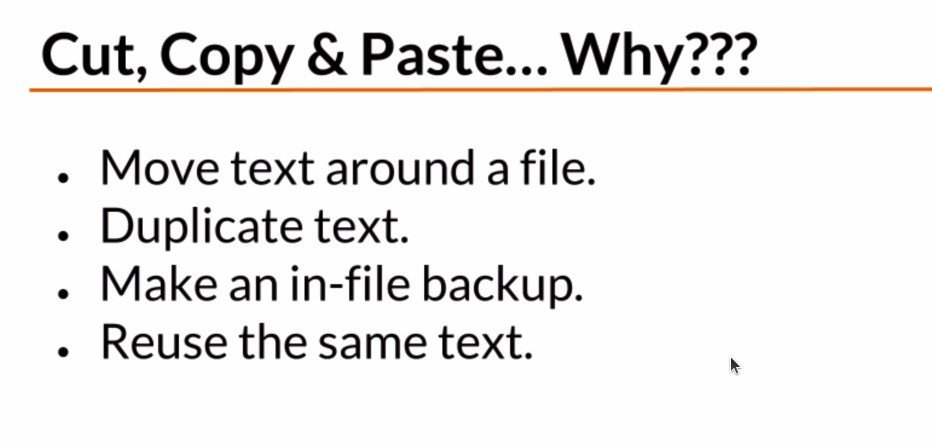 Cut, Copy & Paste... Why???
Move text around a file.
Duplicate text.
Make an in-file backup.
Reuse the same text.